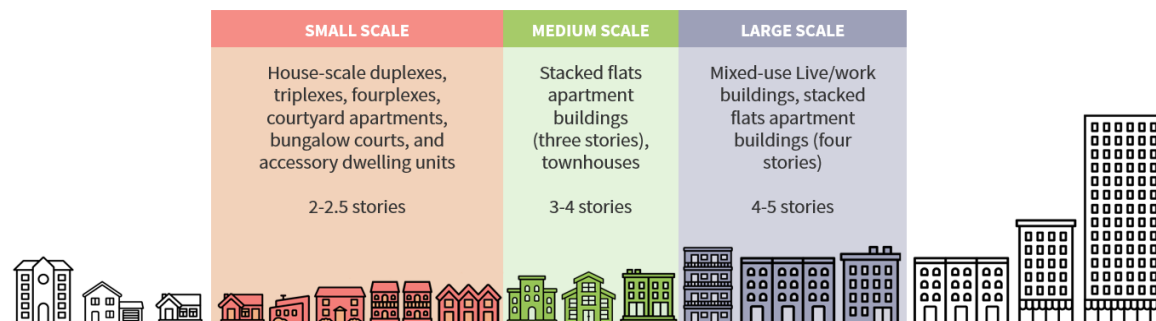 SMALL SCALE
House-scale duplexes,
triplexes, fourplexes,
courtyard apartments,
bungalow courts, and
accessory dwelling units
2-2.5 stories
MEDIUM SCALE
Stacked flats
apartment
buildings
(three stories),
townhouses
3-4 stories
LARGE SCALE
Mixed-use Live/work
buildings, stacked
flats apartment
buildings (four
stories)
4-5 stories